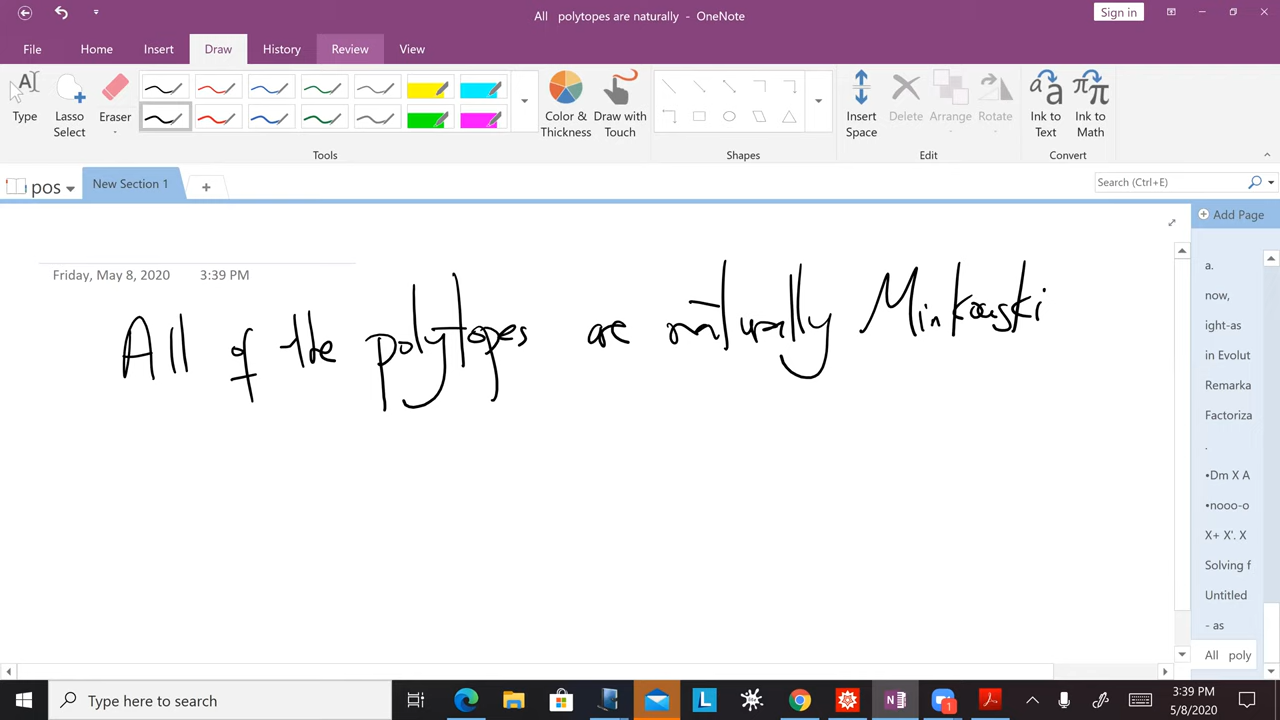 All polytopes are naturally - OneNote
Sign in
File Home Insert Draw History Review View
Type
Lasso Select
Eraser
Color & Thickness
Draw with Touch
Insert Space
Delete
Arrange
Rotate
Ink to Text
Ink to Math
Tools
Shapes
Edit
Convert
pos
New Section 1
Search (Ctrl+E)
Add Page
Friday, May 8, 2020 3:39 PM
All of the polytopes are naturally Minkowski
a.
now,
ight-as
in Evolut
Remarka
Factoriza
.
•Dm X A
•nooo-o
X+ X'. X
Solving f
Untitled
- as
All poly
Type here to search
1
3:39 PM
5/8/2020